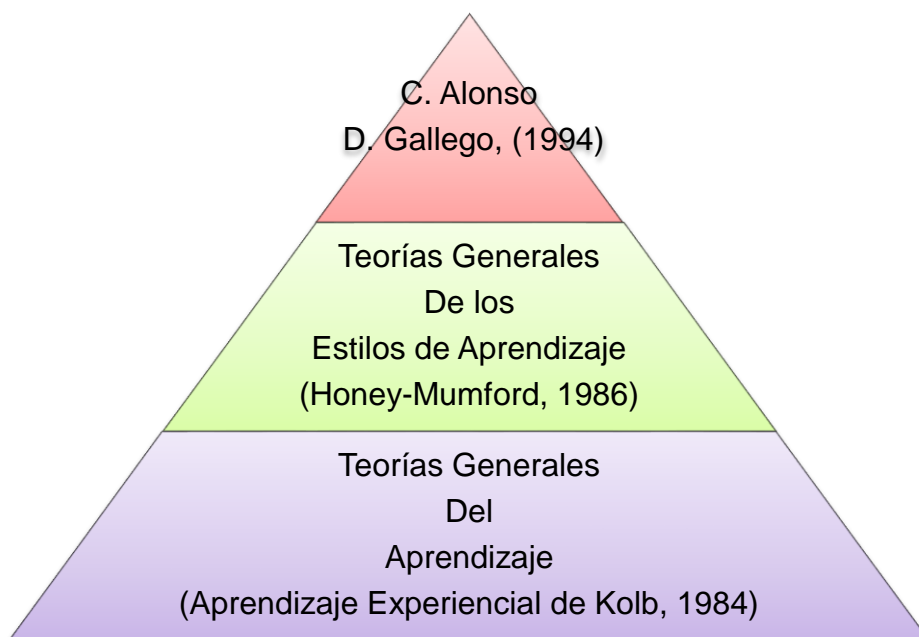 C. Alonso
D. Gallego, (1994)
Teorías Generales
De los
Estilos de Aprendizaje
(Honey-Mumford, 1986)
Teorías Generales
Del
Aprendizaje
(Aprendizaje Experiencial de Kolb, 1984)